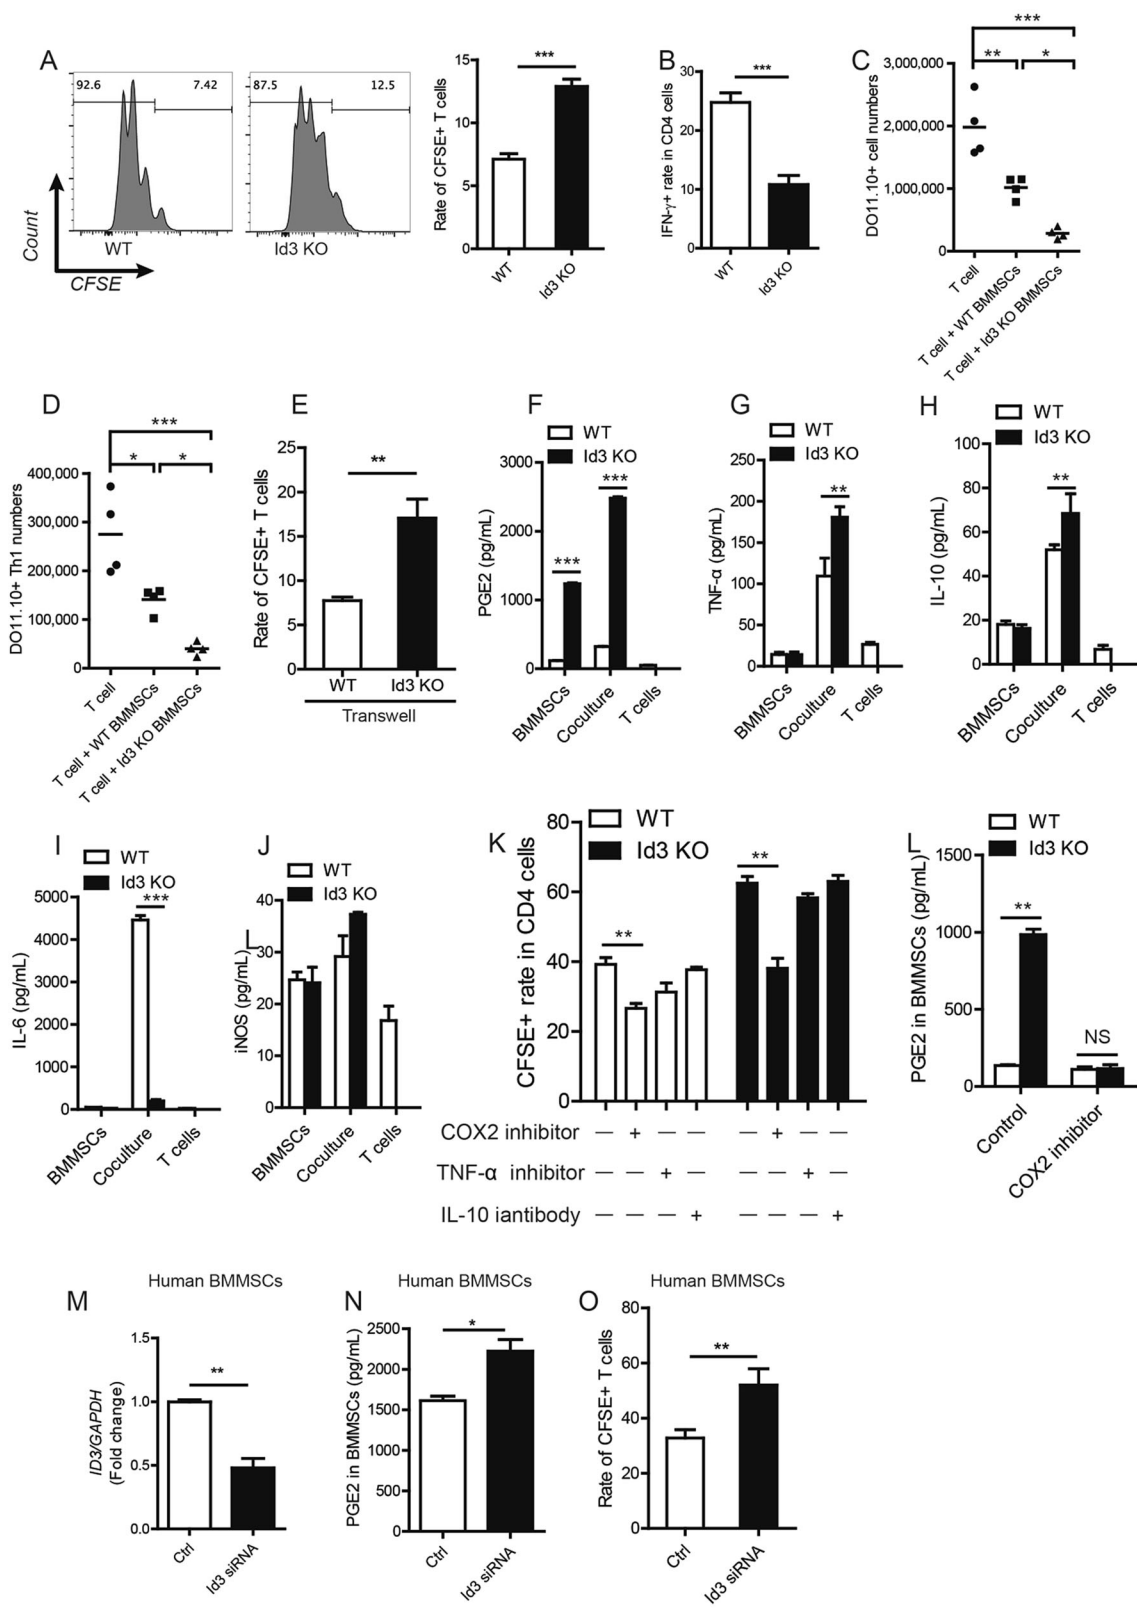 A
92.6
7.42
WT
87.5
12.5
Id3 KO
Count
CFSE
15
10
5
0
Rate of CFSE+ T cells
***
WT
Id3 KO
B
30
20
10
0
IFN-γ+ rate in CD4 cells
***
WT
Id3 KO
C
***
**
*
3,000,000
2,000,000
1,000,000
0
DO11.10+ cell numbers
T cell
T cell + WT BMMSCs
T cell + Id3 KO BMMSCs
D
***
*
*
400,000
300,000
200,000
100,000
0
DO11.10+ Th1 numbers
T cell
T cell + WT BMMSCs
T cell + Id3 KO BMMSCs
E
25
20
15
10
5
0
Rate of CFSE+ T cells
**
WT
Id3 KO
Transwell
F
WT
Id3 KO
3000
2000
1000
0
PGE2 (pg/mL)
***
***
BMMSCs
Coculture
T cells
G
WT
Id3 KO
250
200
150
100
50
0
TNF-α (pg/mL)
**
BMMSCs
Coculture
T cells
H
WT
Id3 KO
80
60
40
20
0
IL-10 (pg/mL)
**
BMMSCs
Coculture
T cells
I
WT
Id3 KO
5000
4000
3000
2000
1000
0
IL-6 (pg/mL)
***
BMMSCs
Coculture
T cells
J
WT
Id3 KO
40
30
20
10
0
iNOS (pg/mL)
BMMSCs
Coculture
T cells
K
WT
Id3 KO
80
60
40
20
0
CFSE+ rate in CD4 cells
**
**
COX2 inhibitor — + — — — + — —
TNF-α inhibitor — — + — — — + —
IL-10 iantibody — — — + — — — +
L
WT
Id3 KO
1500
1000
500
0
PGE2 in BMMSCs (pg/mL)
**
NS
Control
COX2 inhibitor
M
Human BMMSCs
1.5
1.0
0.5
0.0
ID3/GAPDH
(Fold change)
**
Ctrl
Id3 siRNA
N
Human BMMSCs
2500
2000
1500
1000
500
0
PGE2 in BMMSCs (pg/mL)
*
Ctrl
Id3 siRNA
O
Human BMMSCs
80
60
40
20
0
Rate of CFSE+ T cells
**
Ctrl
Id3 siRNA